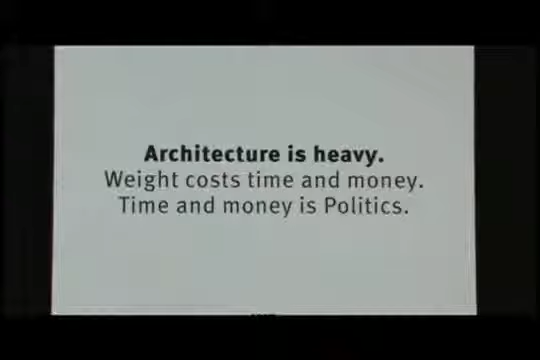 Architecture is heavy.
Weight costs time and money.
Time and money is Politics.